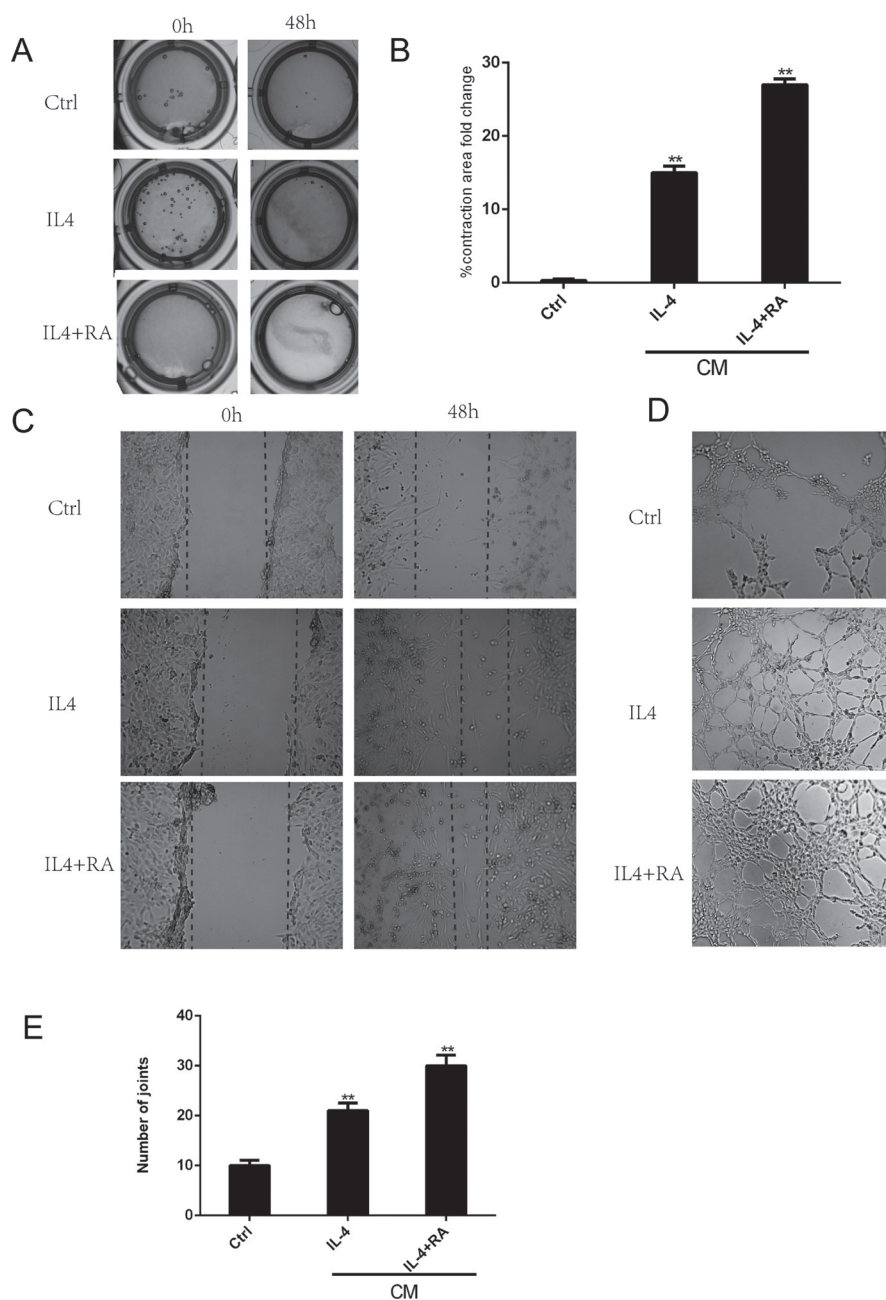 A
0h
48h
Ctrl
IL4
IL4+RA
B
%contraction area fold change
30
20
10
0
**
**
Ctrl
IL-4
IL-4+RA
CM
C
0h
48h
Ctrl
IL4
IL4+RA
D
Ctrl
IL4
IL4+RA
E
Number of joints
40
30
20
10
0
**
**
Ctrl
IL-4
IL-4+RA
CM